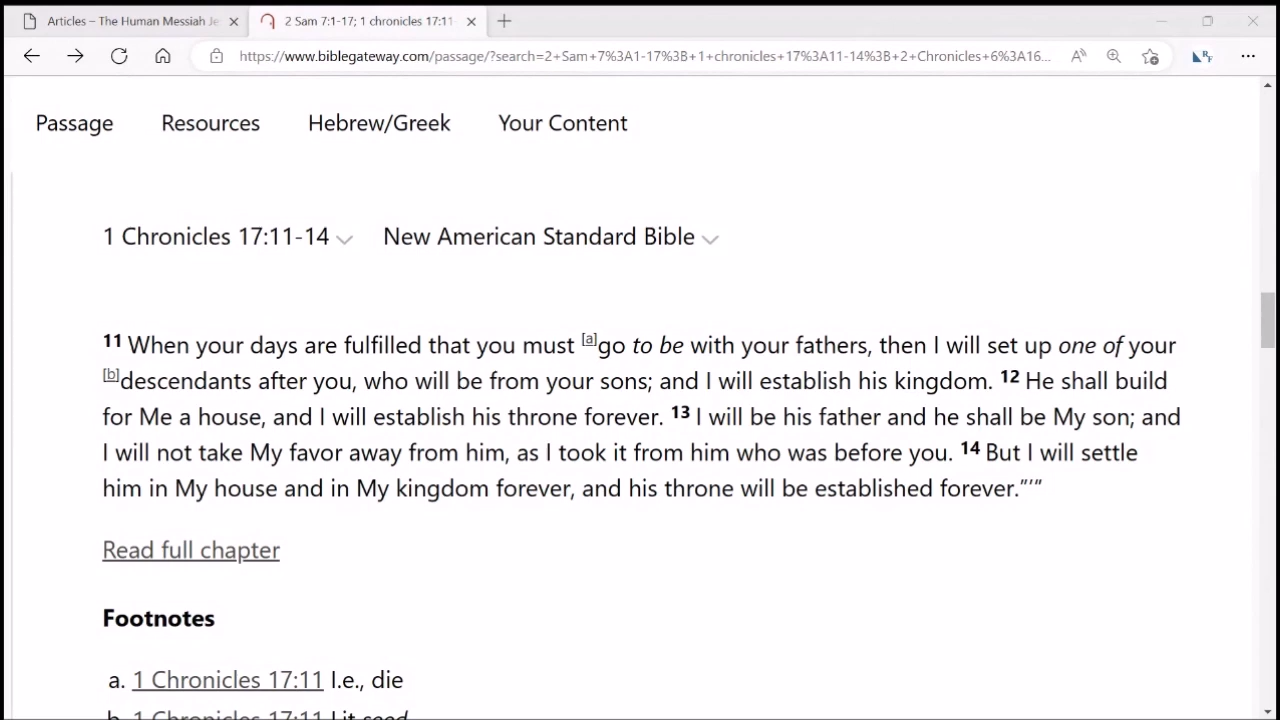 Articles – The Human Messiah Je
2 Sam 7:1-17; 1 chronicles 17:11-
https://www.biblegateway.com/passage/?search=2+Sam+7%3A1-17%3B+1+chronicles+17%3A11-14%3B+2+Chronicles+6%3A16...
Passage Resources Hebrew/Greek Your Content
1 Chronicles 17:11-14 New American Standard Bible
11 When your days are fulfilled that you must [a]go to be with your fathers, then I will set up one of your
[b]descendants after you, who will be from your sons; and I will establish his kingdom. 12 He shall build
for Me a house, and I will establish his throne forever. 13 I will be his father and he shall be My son; and
I will not take My favor away from him, as I took it from him who was before you. 14 But I will settle
him in My house and in My kingdom forever, and his throne will be established forever.”’”
Read full chapter
Footnotes
a. 1 Chronicles 17:11 I.e., die
b. 1 Chronicles 17:11 Lit seed